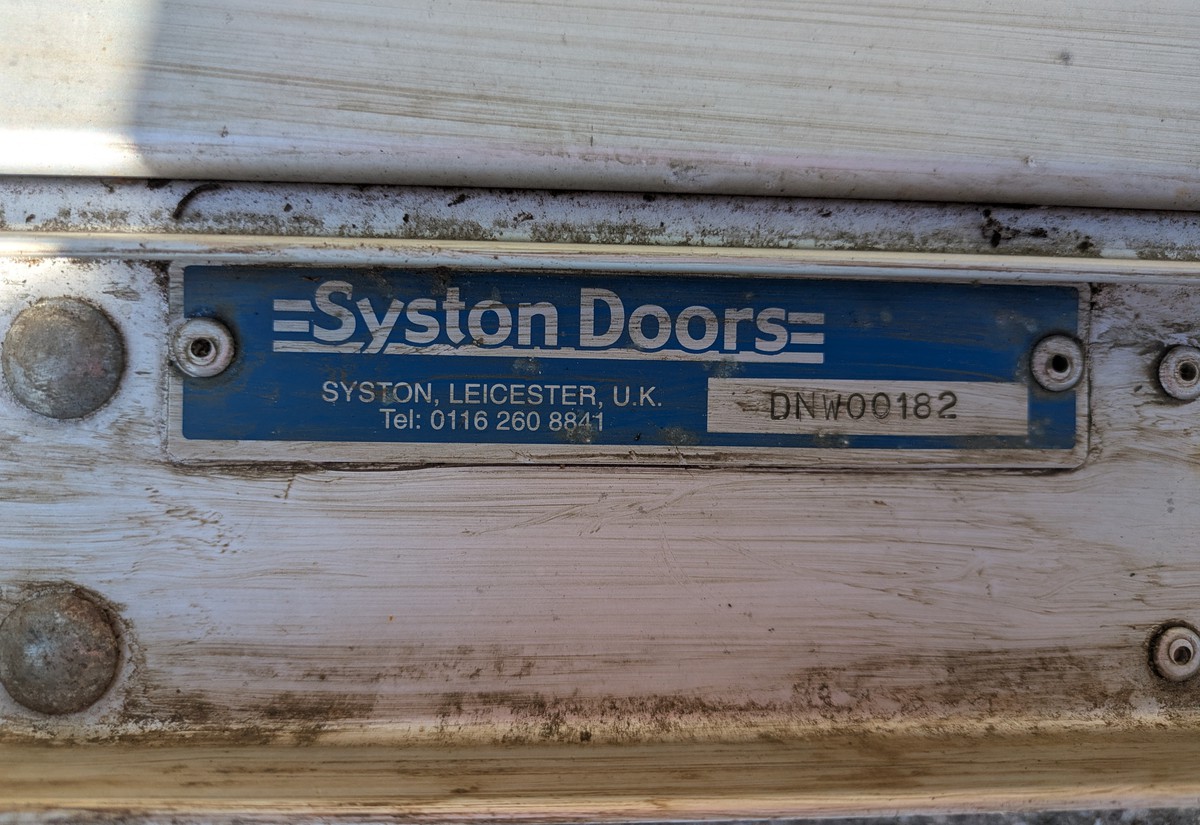 Syston Doors
SYSTON, LEICESTER, U.K.
Tel: 0116 260 8841
DNW00182